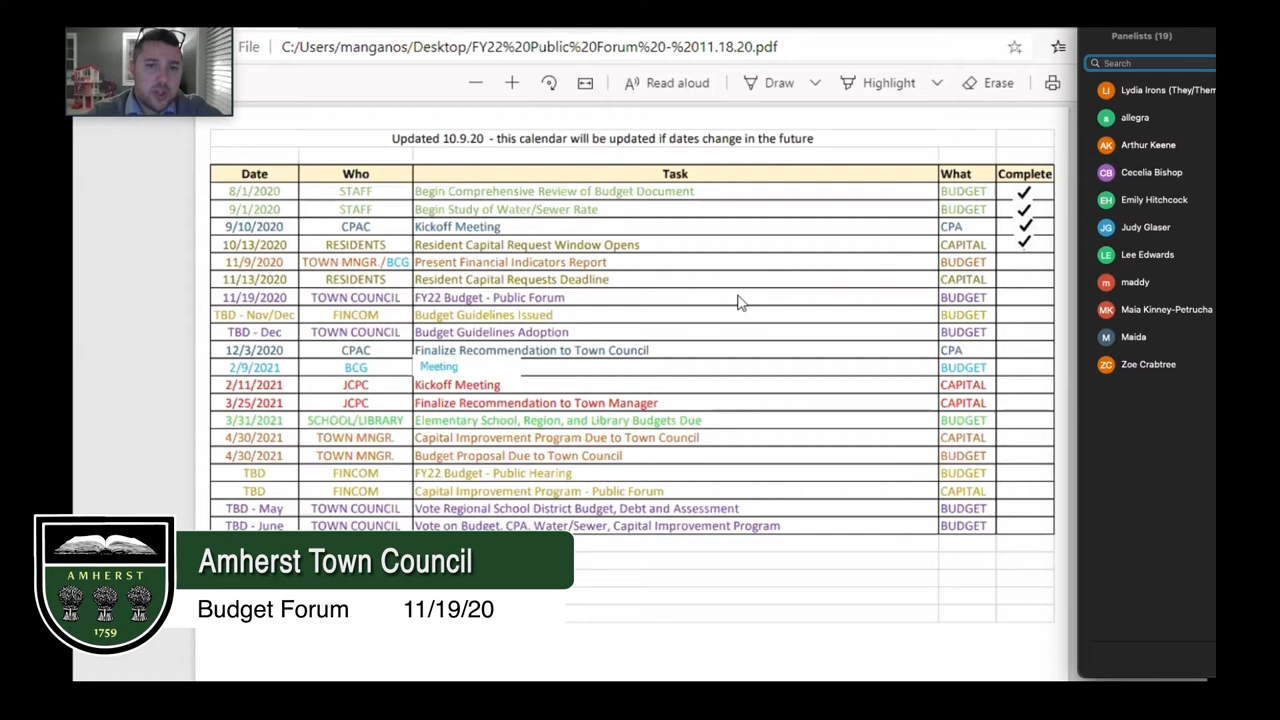 File C:/Users/manganos/Desktop/FY22%20Public%20Forum%20-%2011.18.20.pdf
Read aloud Draw Highlight Erase
Updated 10.9.20 - this calendar will be updated if dates change in the future
Date Who Task What Complete
8/1/2020 STAFF Begin Comprehensive Review of Budget Document BUDGET ✓
9/1/2020 STAFF Begin Study of Water/Sewer Rate BUDGET ✓
9/10/2020 CPAC Kickoff Meeting CPA ✓
10/13/2020 RESIDENTS Resident Capital Request Window Opens CAPITAL ✓
11/9/2020 TOWN MNGR./BCG Present Financial Indicators Report BUDGET
11/13/2020 RESIDENTS Resident Capital Requests Deadline CAPITAL
11/19/2020 TOWN COUNCIL FY22 Budget - Public Forum BUDGET
TBD - Nov/Dec FINCOM Budget Guidelines Issued BUDGET
TBD - Dec TOWN COUNCIL Budget Guidelines Adoption BUDGET
12/3/2020 CPAC Finalize Recommendation to Town Council CPA
2/9/2021 BCG Meeting BUDGET
2/11/2021 JCPC Kickoff Meeting CAPITAL
3/25/2021 JCPC Finalize Recommendation to Town Manager CAPITAL
3/31/2021 SCHOOL/LIBRARY Elementary School, Region, and Library Budgets Due BUDGET
4/30/2021 TOWN MNGR. Capital Improvement Program Due to Town Council CAPITAL
4/30/2021 TOWN MNGR. Budget Proposal Due to Town Council BUDGET
TBD FINCOM FY22 Budget - Public Hearing BUDGET
TBD FINCOM Capital Improvement Program - Public Forum CAPITAL
TBD - May TOWN COUNCIL Vote Regional School District Budget, Debt and Assessment BUDGET
TBD - June TOWN COUNCIL Vote on Budget, CPA, Water/Sewer, Capital Improvement Program BUDGET
Panelists (19)
Search
LI Lydia Irons (They/Them
a allegra
AK Arthur Keene
CB Cecelia Bishop
EH Emily Hitchcock
JG Judy Glaser
LE Lee Edwards
m maddy
MK Maia Kinney-Petrucha
M Maida
ZC Zoe Crabtree
AMHERST
1759
Amherst Town Council
Budget Forum 11/19/20